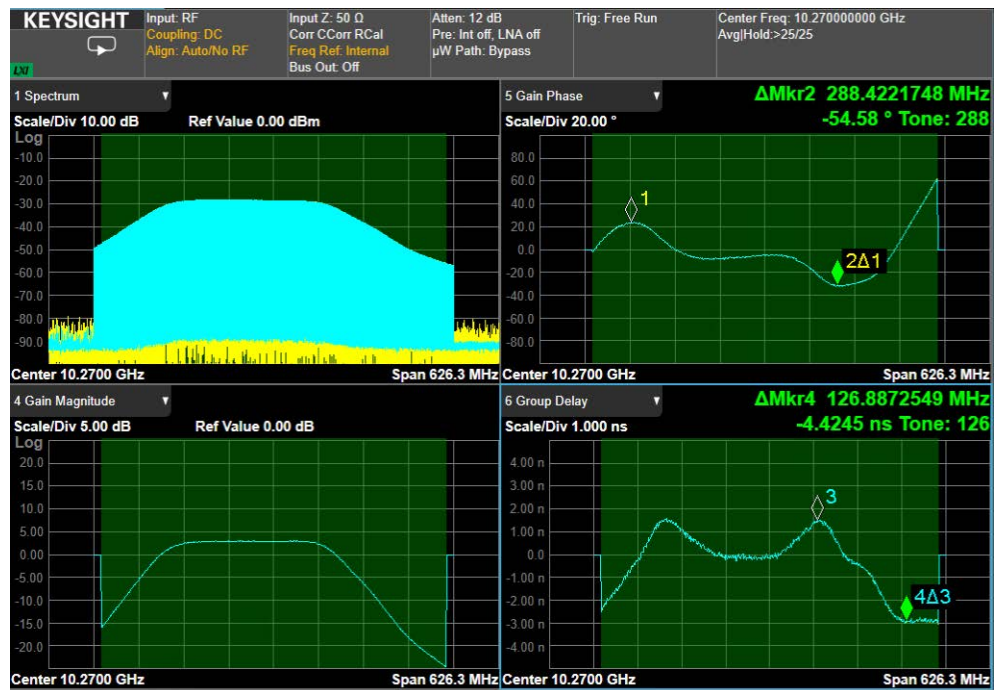 KEYSIGHT
LXI
Input: RF
Coupling: DC
Align: Auto/No RF
Input Z: 50 Ω
Corr CCorr RCal
Freq Ref: Internal
Bus Out: Off
Atten: 12 dB
Pre: Int off, LNA off
µW Path: Bypass
Trig: Free Run
Center Freq: 10.270000000 GHz
Avg|Hold:>25/25
1 Spectrum
Scale/Div 10.00 dB Ref Value 0.00 dBm
Log
-10.0
-20.0
-30.0
-40.0
-50.0
-60.0
-70.0
-80.0
-90.0
Center 10.2700 GHz Span 626.3 MHz
5 Gain Phase ΔMkr2 288.4221748 MHz
Scale/Div 20.00 ° -54.58 ° Tone: 288
80.0
60.0
40.0
20.0
0.0
-20.0
-40.0
-60.0
-80.0
1
2Δ1
Center 10.2700 GHz Span 626.3 MHz
4 Gain Magnitude
Scale/Div 5.00 dB Ref Value 0.00 dB
Log
20.0
15.0
10.0
5.00
0.00
-5.00
-10.0
-15.0
-20.0
Center 10.2700 GHz Span 626.3 MHz
6 Group Delay ΔMkr4 126.8872549 MHz
Scale/Div 1.000 ns -4.4245 ns Tone: 126
4.00 n
3.00 n
2.00 n
1.00 n
0.0
-1.00 n
-2.00 n
-3.00 n
-4.00 n
3
4Δ3
Center 10.2700 GHz Span 626.3 MHz